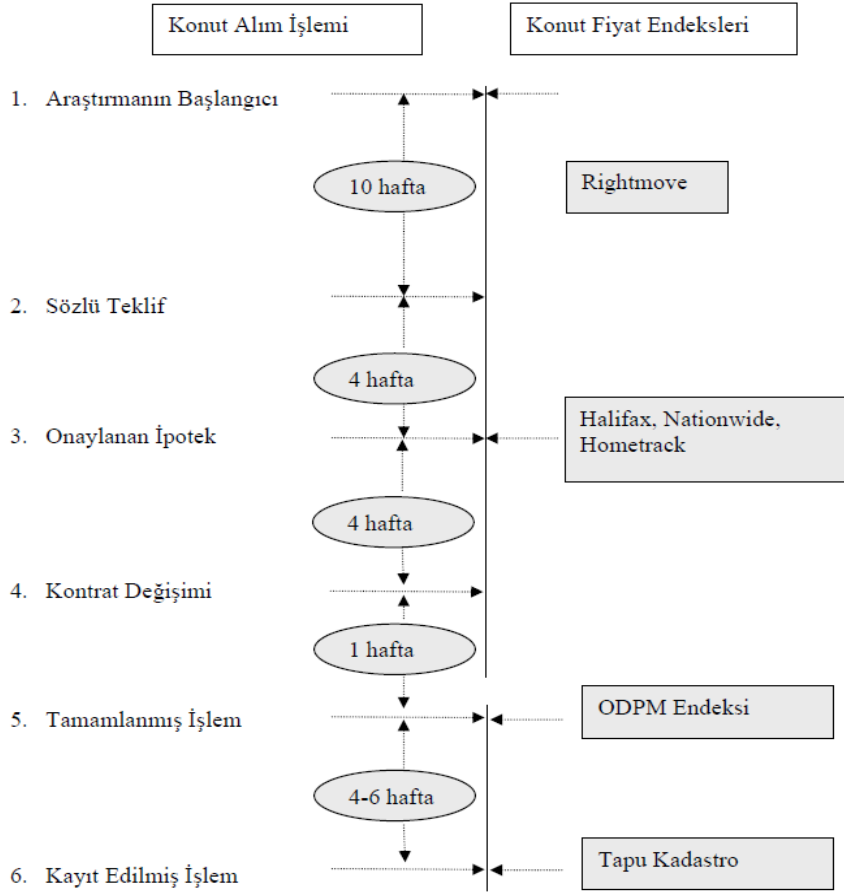 Konut Alım İşlemi
Konut Fiyat Endeksleri
1. Araştırmanın Başlangıcı
10 hafta
Rightmove
2. Sözlü Teklif
4 hafta
Halifax, Nationwide,
Hometrack
3. Onaylanan İpotek
4 hafta
4. Kontrat Değişimi
1 hafta
5. Tamamlanmış İşlem
ODPM Endeksi
4-6 hafta
6. Kayıt Edilmiş İşlem
Tapu Kadastro